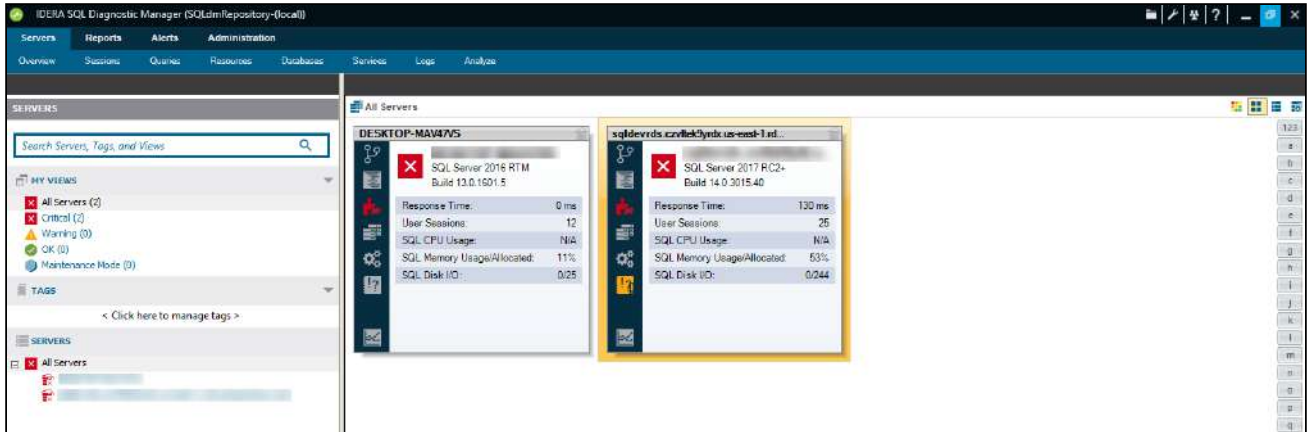 IDERA SQL Diagnostic Manager (SQLdmRepository-(local))
Servers Reports Alerts Administration
Overview Sessions Queries Resources Databases Services Logs Analyze
SERVERS
Search Servers, Tags, and Views
MY VIEWS
All Servers (2)
Critical (2)
Warning (0)
OK (0)
Maintenance Mode (0)
TAGS
< Click here to manage tags >
SERVERS
All Servers
All Servers
DESKTOP-MAV47V5
SQL Server 2016 RTM
Build 13.0.1601.5
Response Time: 0 ms
User Sessions: 12
SQL CPU Usage: N/A
SQL Memory Usage/Allocated: 11%
SQL Disk I/O: 0/25
SQL Server 2017 RC2+
Build 14.0.3015.40
Response Time: 130 ms
User Sessions: 25
SQL CPU Usage: N/A
SQL Memory Usage/Allocated: 53%
SQL Disk I/O: 0/244
123
a
b
c
d
e
f
g
h
i
j
k
l
m
n
o
p
q